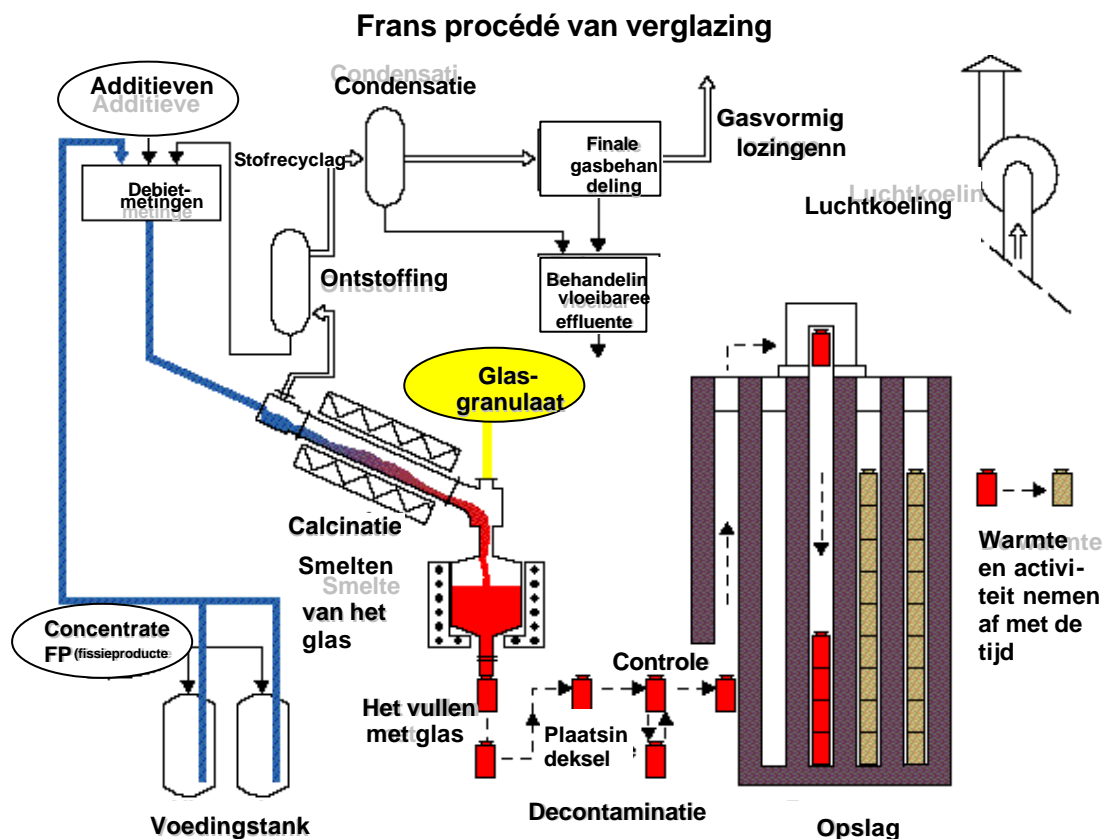 Frans procédé van verglazing
Additieven
Condensatie
Gasvormig
lozingenn
Stofrecyclag
Finale
gasbehan
deling
Debiet-
metingen
Luchtkoeling
Ontstoffing
Behandelin
vloeibaree
effluente
Glas-
granulaat
Calcinatie
Smelten
van het
glas
Warmte
en activi-
teit nemen
af met de
tijd
Concentrate
FP (fissieproducte
Controle
Het vullen
met glas
Plaatsin
deksel
Decontaminatie
Voedingstank
Opslag